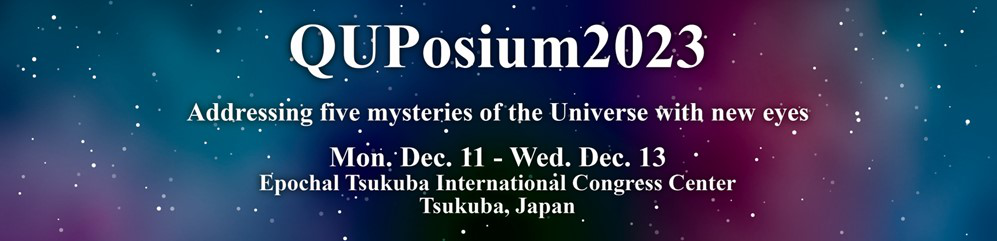 QUPosium2023
Addressing five mysteries of the Universe with new eyes
Mon. Dec. 11 - Wed. Dec. 13
Epochal Tsukuba International Congress Center
Tsukuba, Japan